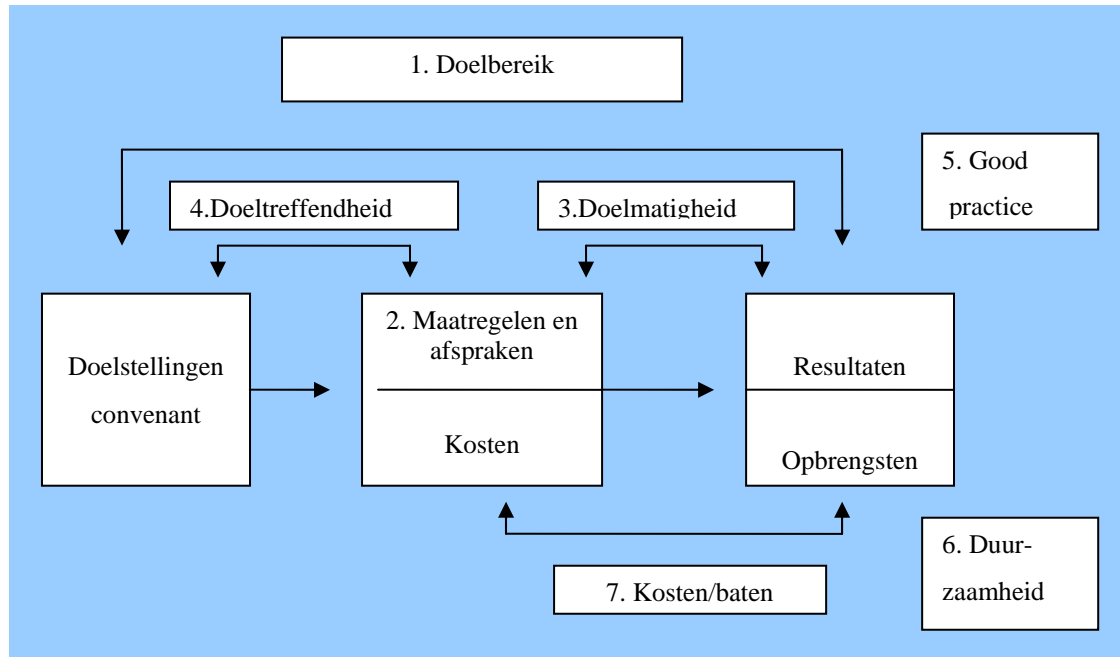 1. Doelbereik
5. Good
practice
4.Doeltreffendheid
3.Doelmatigheid
Doelstellingen
convenant
2. Maatregelen en
afspraken
Kosten
Resultaten
Opbrengsten
6. Duur-
zaamheid
7. Kosten/baten